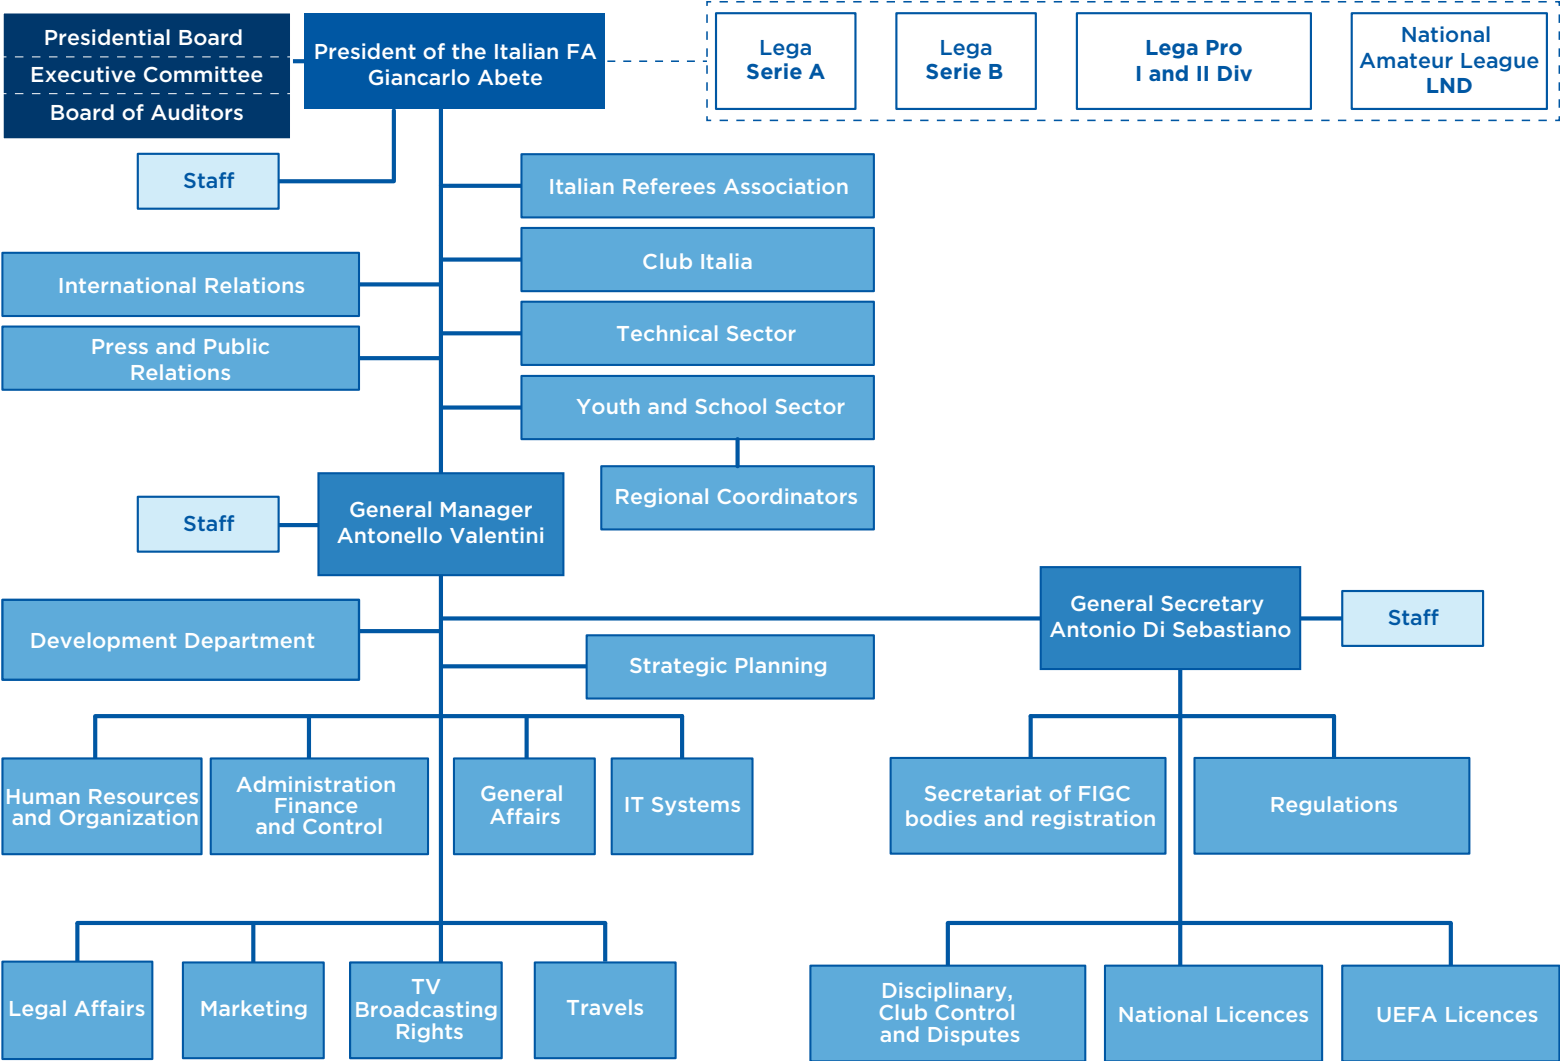 Presidential Board
Executive Committee
Board of Auditors
President of the Italian FA
Giancarlo Abete
Lega
Serie A
Lega
Serie B
Lega Pro
I and II Div
National
Amateur League
LND
Staff
Italian Referees Association
Club Italia
International Relations
Technical Sector
Press and Public
Relations
Youth and School Sector
Regional Coordinators
General Manager
Antonello Valentini
Staff
General Secretary
Antonio Di Sebastiano
Staff
Development Department
Strategic Planning
Human Resources
and Organization
Administration
Finance
and Control
General
Affairs
IT Systems
Secretariat of FIGC
bodies and registration
Regulations
Legal Affairs
Marketing
TV
Broadcasting
Rights
Travels
Disciplinary,
Club Control
and Disputes
National Licences
UEFA Licences